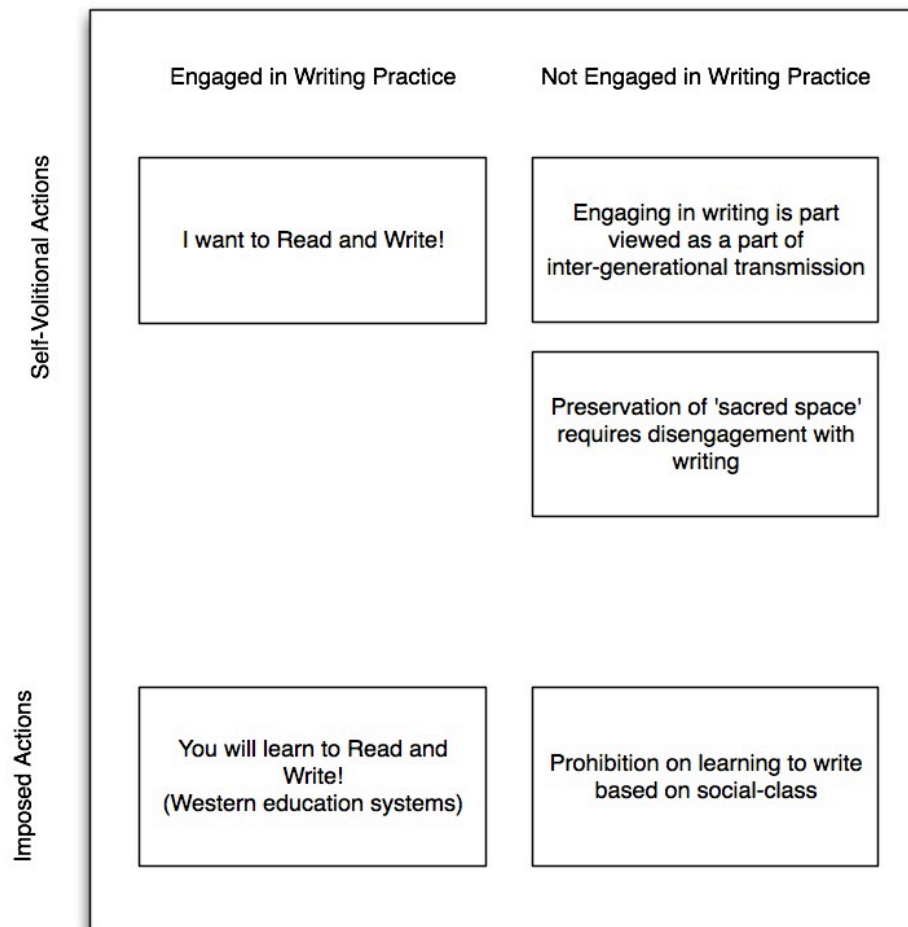 Engaged in Writing Practice
Not Engaged in Writing Practice
Self-Volitional Actions
I want to Read and Write!
Engaging in writing is part
viewed as a part of
inter-generational transmission
Preservation of 'sacred space'
requires disengagement with
writing
Imposed Actions
You will learn to Read and
Write!
(Western education systems)
Prohibition on learning to write
based on social-class